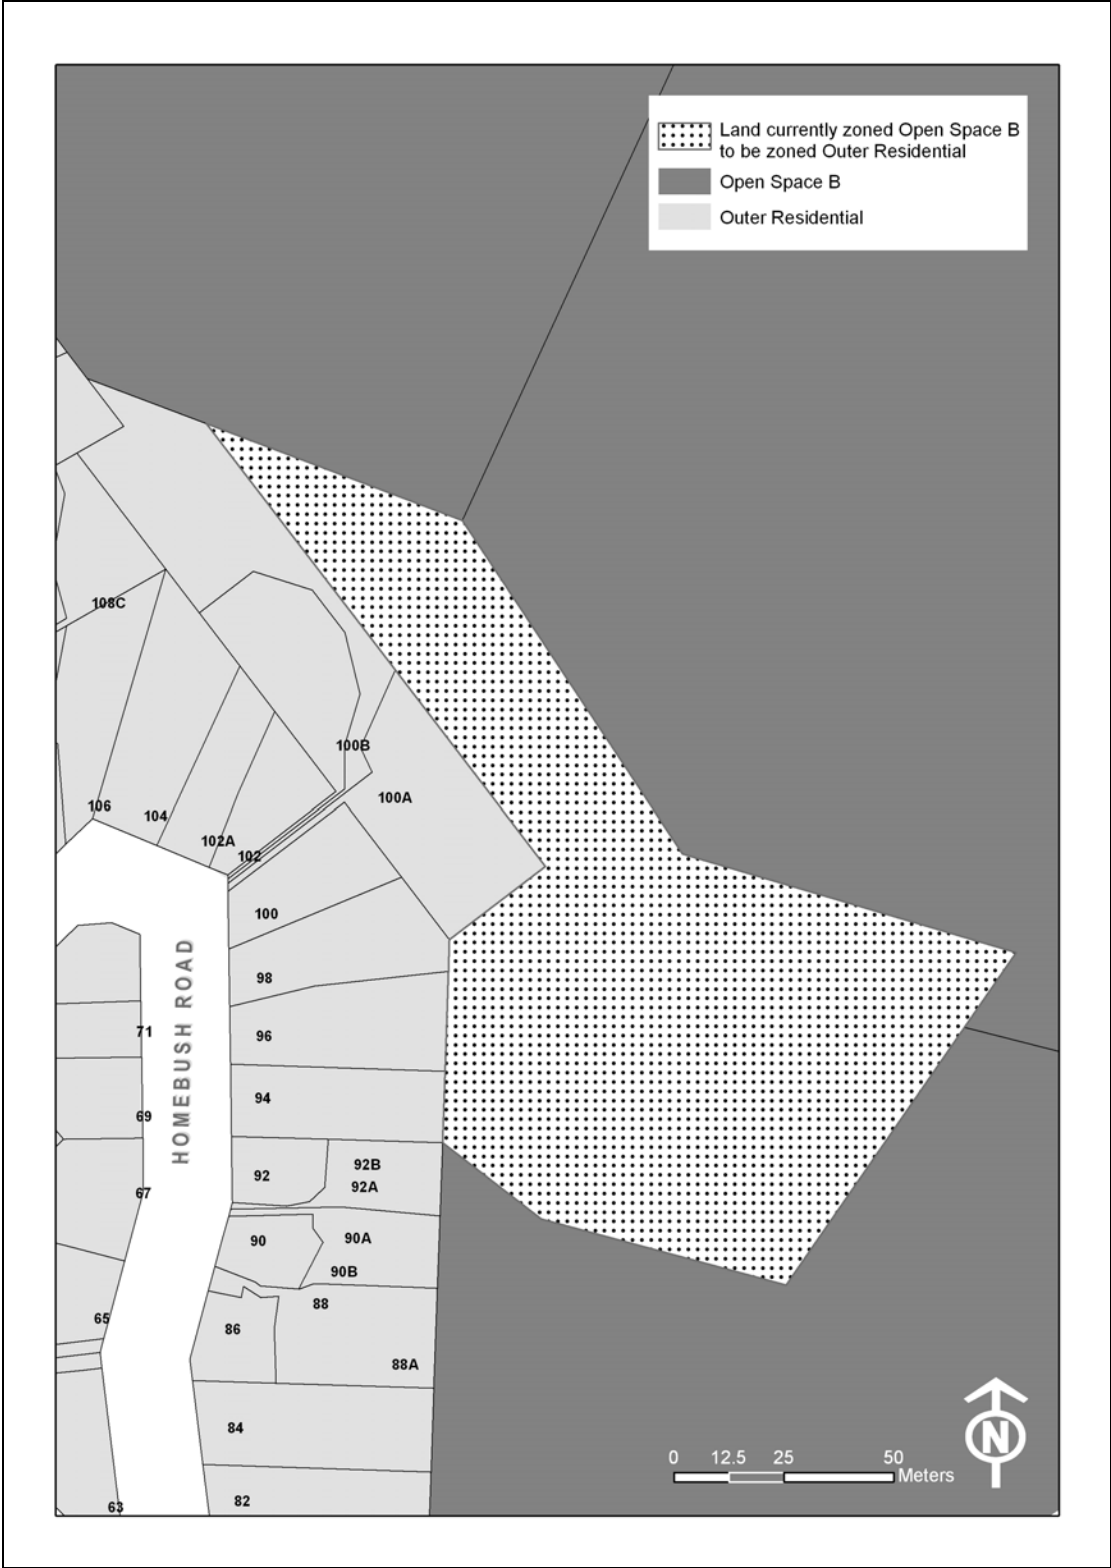 Land currently zoned Open Space B
to be zoned Outer Residential
Open Space B
Outer Residential
108C
100B
100A
106
104
102A
102
100
98
HOMEBUSH ROAD
71
96
94
69
92B
92
92A
67
90A
90
90B
88
65
86
88A
84
82
63
0 12.5 25 50
Meters
N